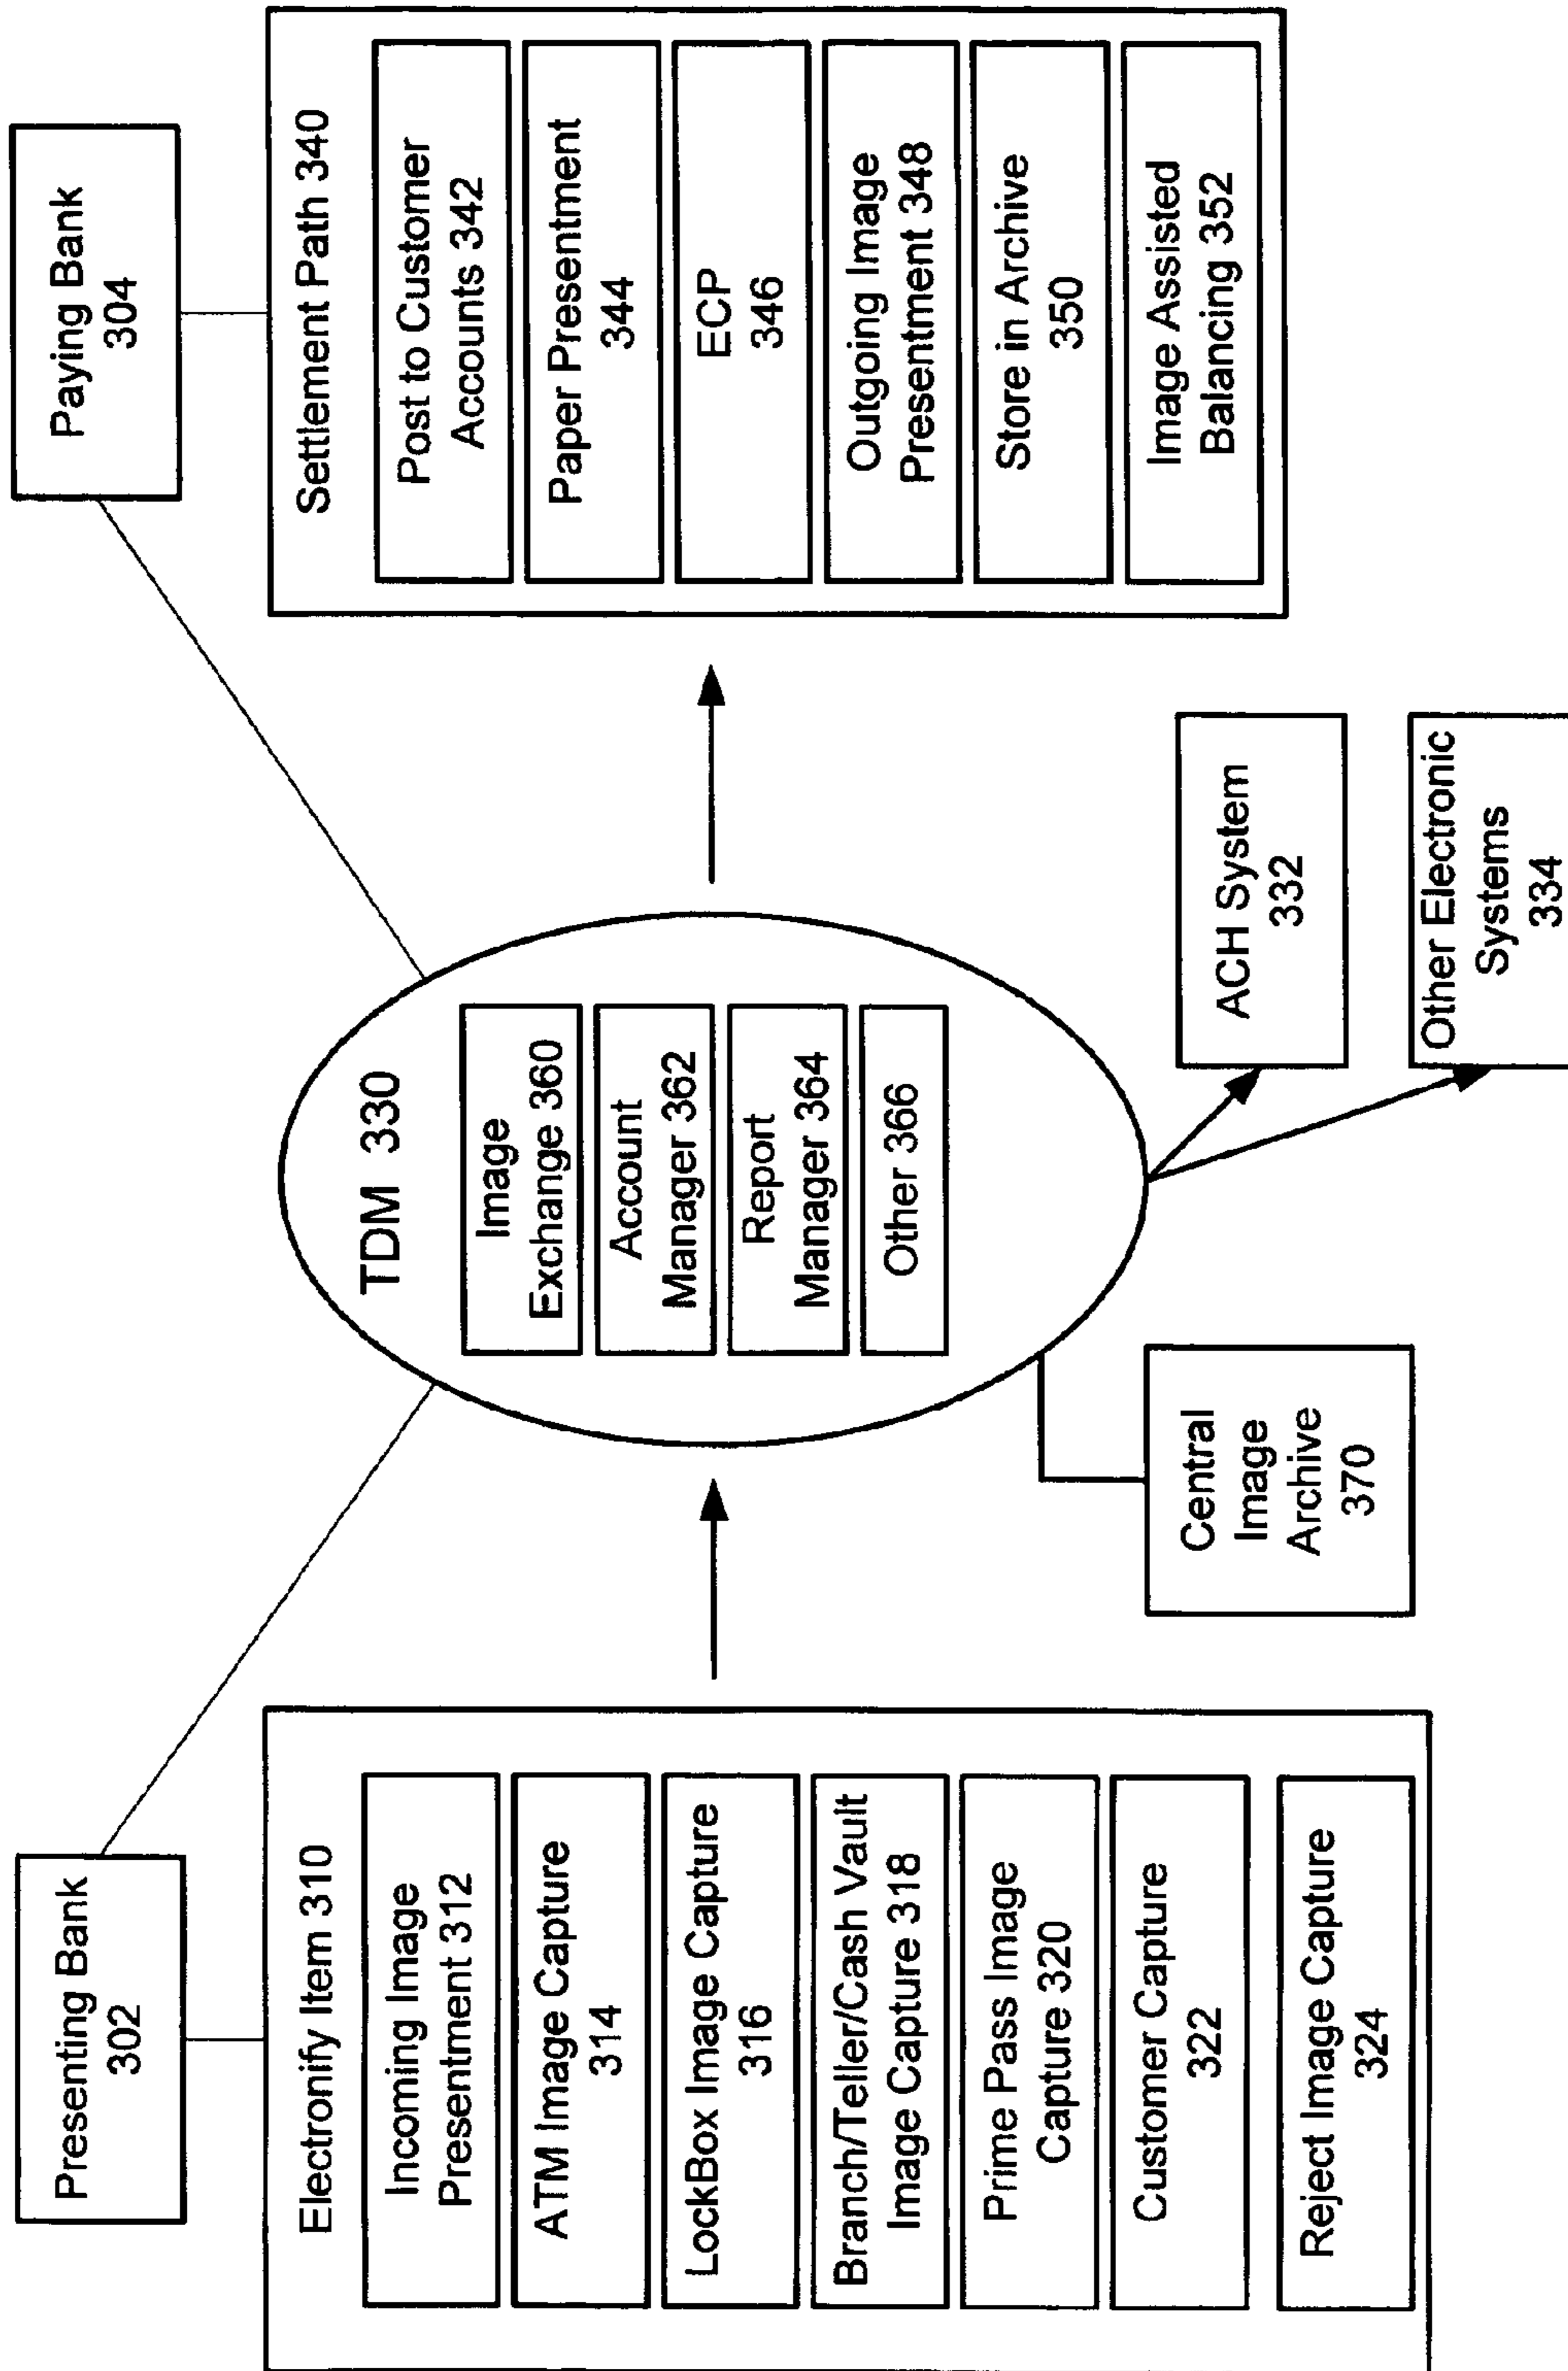 Presenting Bank
302
Electronify Item 310
Incoming Image
Presentment 312
ATM Image Capture
314
LockBox Image Capture
316
Branch/Teller/Cash Vault
Image Capture 318
Prime Pass Image
Capture 320
Customer Capture
322
Reject Image Capture
324
TDM 330
Image
Exchange 360
Account
Manager 362
Report
Manager 364
Other 366
Central
Image
Archive
370
ACH System
332
Other Electronic
Systems
334
Paying Bank
304
Settlement Path 340
Post to Customer
Accounts 342
Paper Presentment
344
ECP
346
Outgoing Image
Presentment 348
Store in Archive
350
Image Assisted
Balancing 352